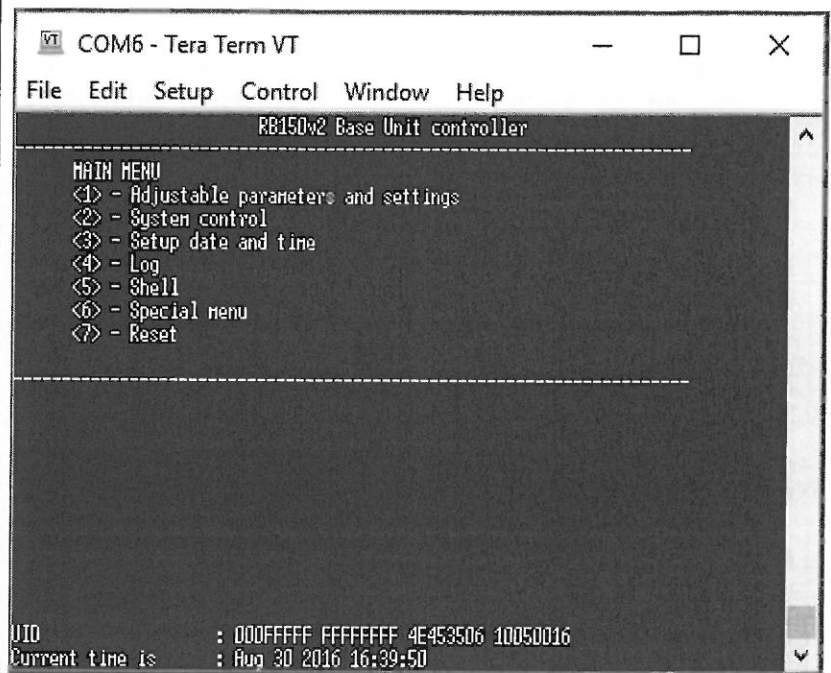 COM6 - Tera Term VT
File Edit Setup Control Window Help
RB150v2 Base Unit controller
MAIN MENU
<1> - Adjustable parameters and settings
<2> - System control
<3> - Setup date and time
<4> - Log
<5> - Shell
<6> - Special menu
<7> - Reset
UID : 000FFFFF FFFFFFFF 4E453506 10050016
Current time is : Aug 30 2016 16:39:50